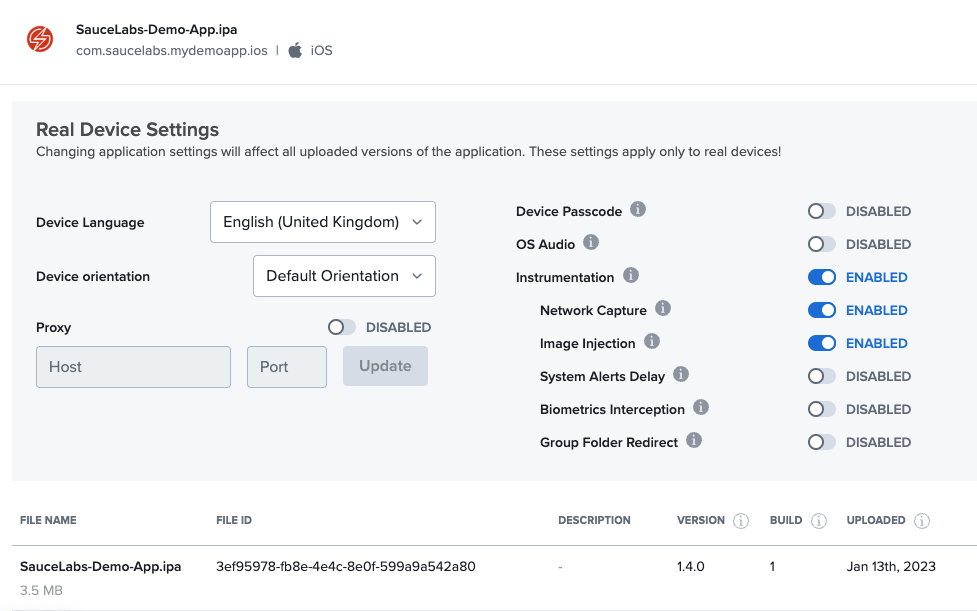 SauceLabs-Demo-App.ipa
com.saucelabs.mydemoapp.ios | iOS
Real Device Settings
Changing application settings will affect all uploaded versions of the application. These settings apply only to real devices!
Device Language English (United Kingdom)
Device orientation Default Orientation
Proxy DISABLED
Host Port Update
Device Passcode DISABLED
OS Audio DISABLED
Instrumentation ENABLED
Network Capture ENABLED
Image Injection ENABLED
System Alerts Delay DISABLED
Biometrics Interception DISABLED
Group Folder Redirect DISABLED
FILE NAME FILE ID DESCRIPTION VERSION BUILD UPLOADED
SauceLabs-Demo-App.ipa 3ef95978-fb8e-4e4c-8e0f-599a9a542a80 - 1.4.0 1 Jan 13th, 2023
3.5 MB